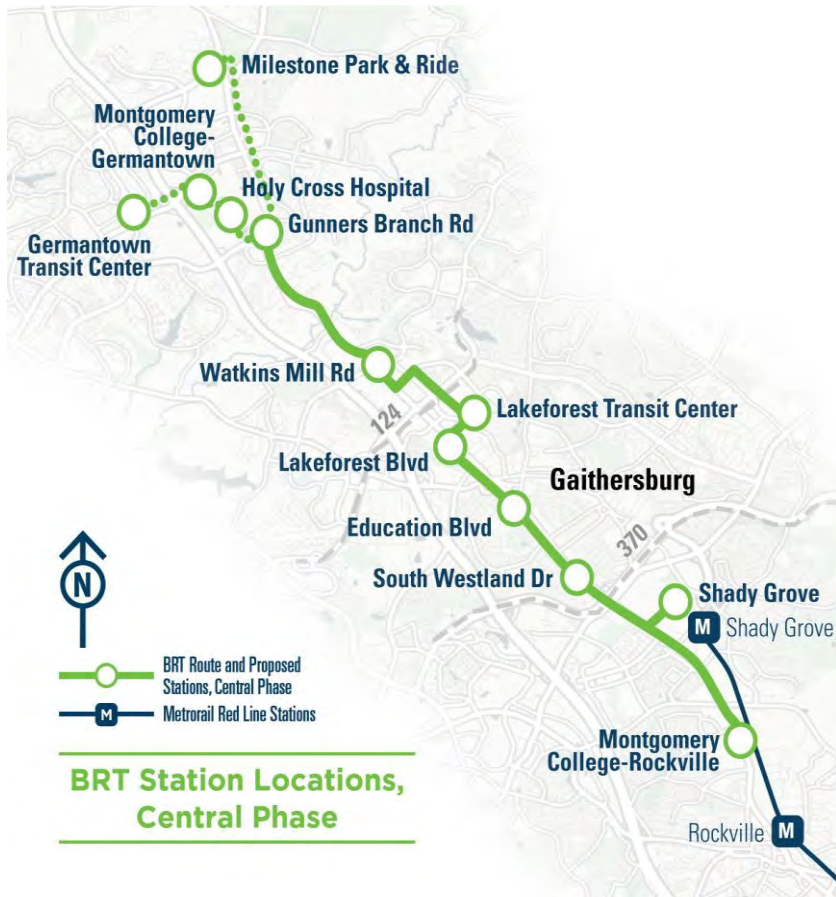 Milestone Park & Ride
Montgomery
College-
Germantown
Holy Cross Hospital
Gunners Branch Rd
Germantown
Transit Center
Watkins Mill Rd
124
Lakeforest Transit Center
Lakeforest Blvd
Gaithersburg
Education Blvd
370
South Westland Dr
Shady Grove
M Shady Grove
N
BRT Route and Proposed
Stations, Central Phase
M Metrorail Red Line Stations
Montgomery
College-Rockville
BRT Station Locations,
Central Phase
Rockville M